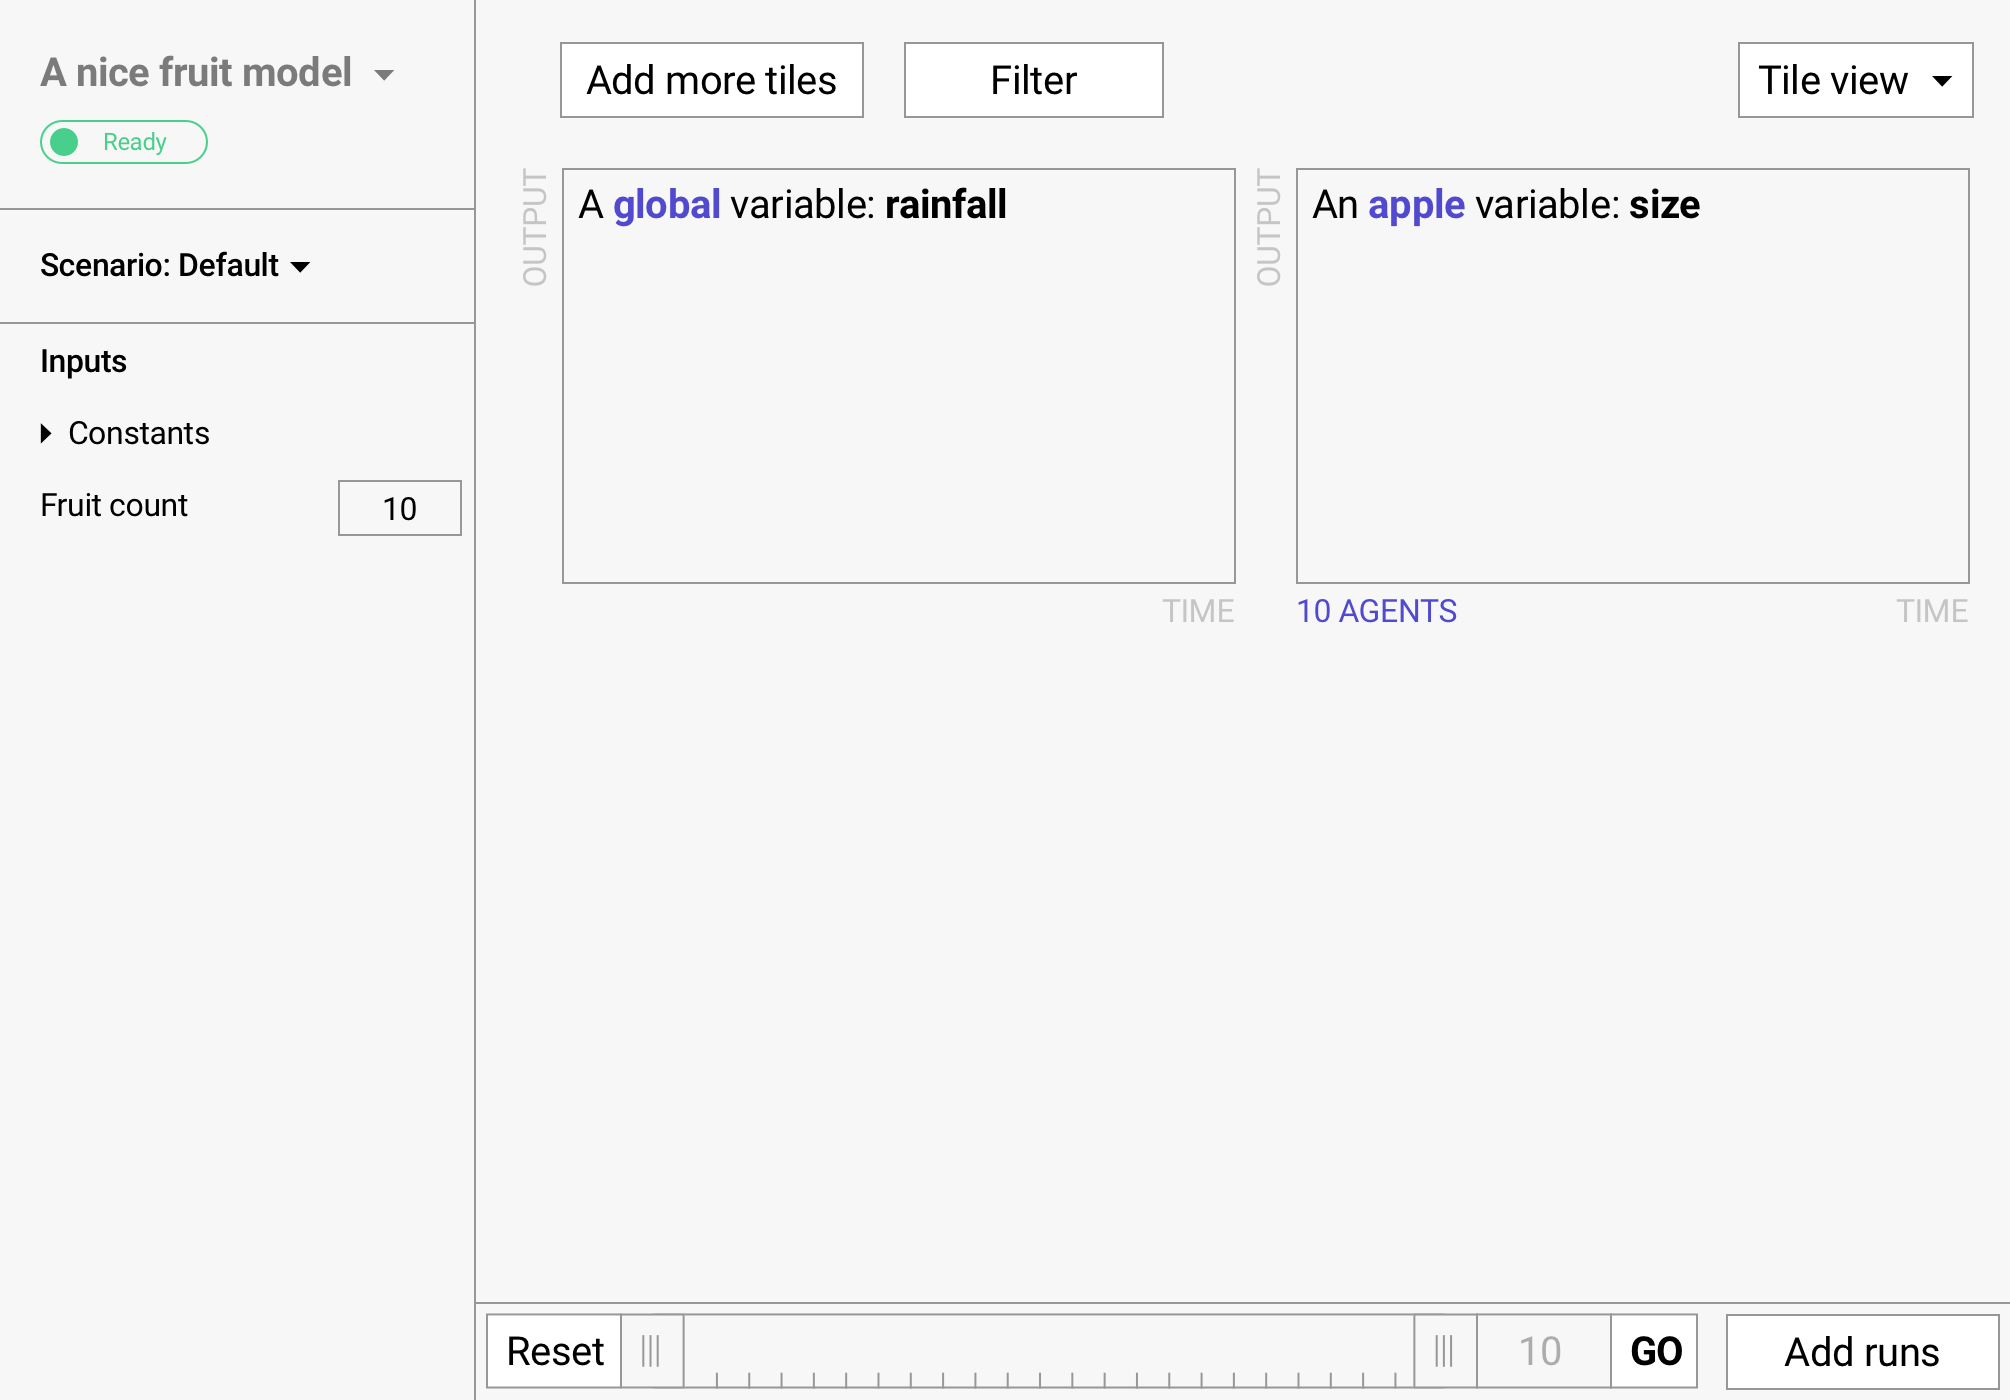 A nice fruit model
Ready
Scenario: Default
Inputs
Constants
Fruit count
10
Add more tiles
Filter
Tile view
OUTPUT
A global variable: rainfall
TIME
OUTPUT
An apple variable: size
10 AGENTS
TIME
Reset
10
GO
Add runs